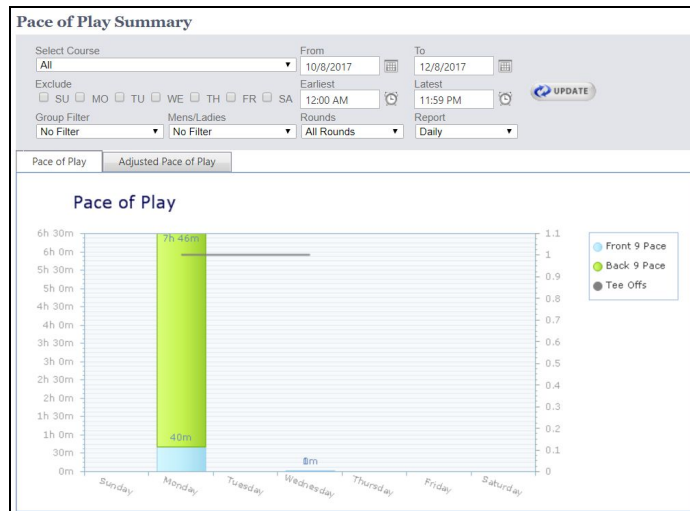 Pace of Play Summary
Select Course
From
To
All
10/8/2017
12/8/2017
Exclude
Earliest
Latest
SU MO TU WE TH FR SA
12:00 AM
11:59 PM
UPDATE
Group Filter
Mens/Ladies
Rounds
Report
No Filter
No Filter
All Rounds
Daily
Pace of Play
Adjusted Pace of Play
Pace of Play
6h 30m
6h 0m
5h 30m
5h 0m
4h 30m
4h 0m
3h 30m
3h 0m
2h 30m
2h 0m
1h 30m
1h 0m
30m
0m
7h 46m
40m
0m
1.1
1
0.9
0.8
0.7
0.6
0.5
0.4
0.3
0.2
0.1
0
Sunday
Monday
Tuesday
Wednesday
Thursday
Friday
Saturday
Front 9 Pace
Back 9 Pace
Tee Offs